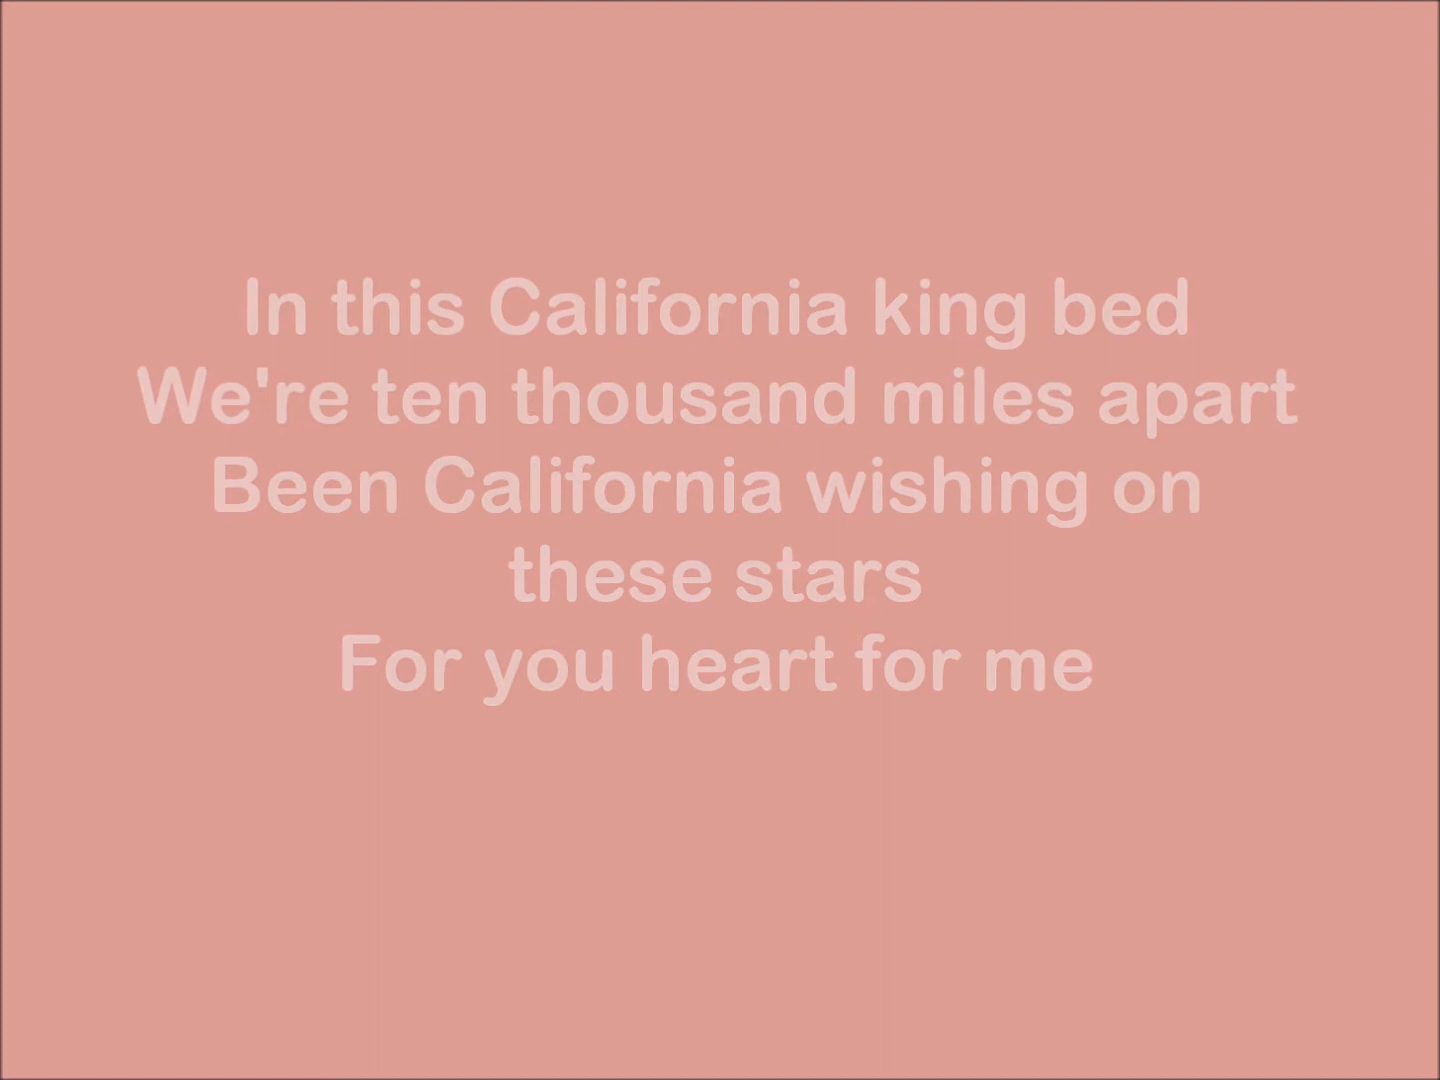 In this California king bed
We're ten thousand miles apart
Been California wishing on
these stars
For you heart for me